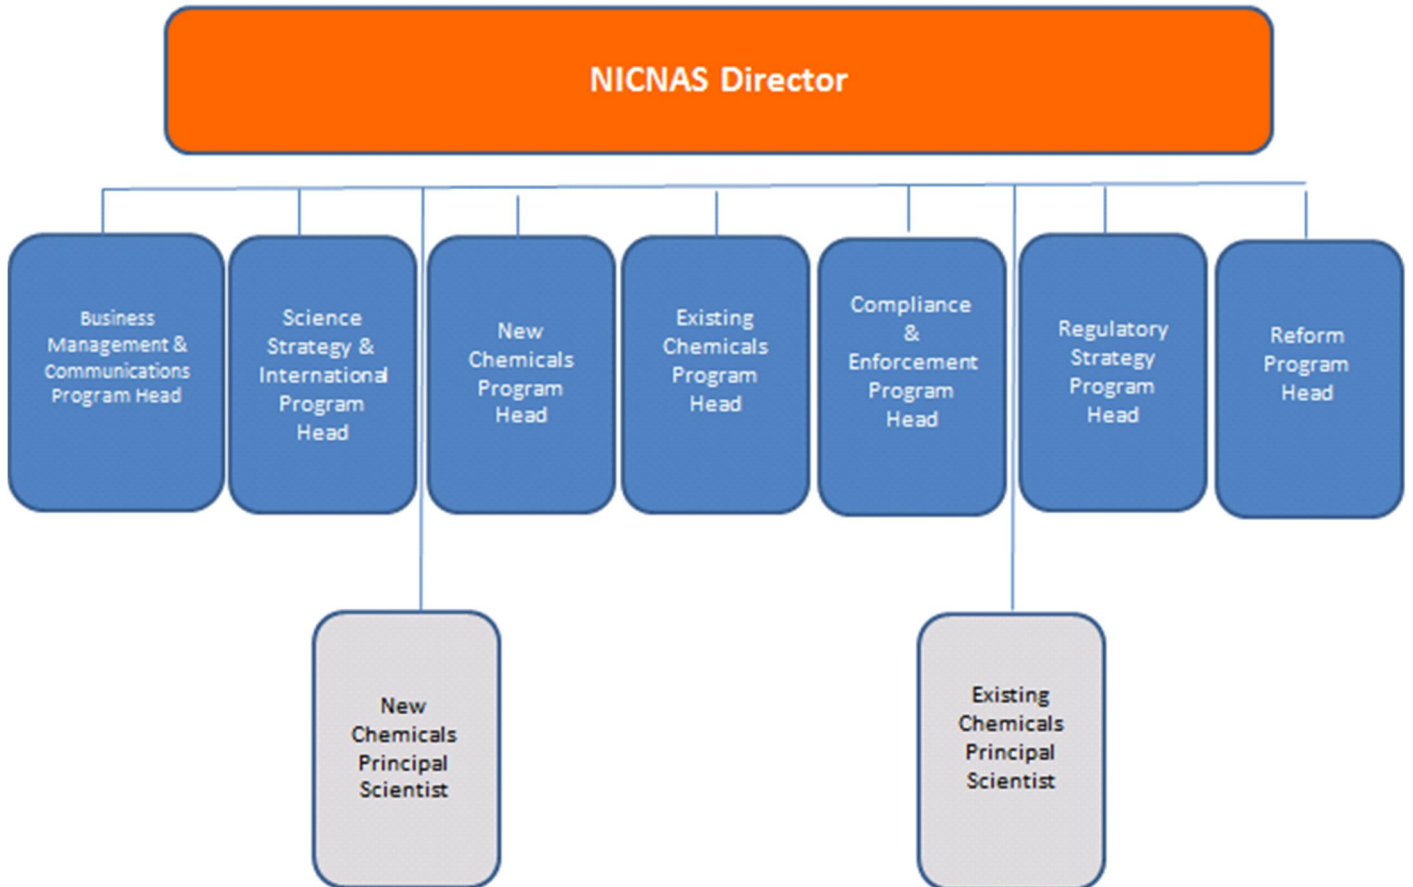 NICNAS Director
Business
Management &
Communications
Program Head
Science
Strategy &
International
Program
Head
New
Chemicals
Program
Head
Existing
Chemicals
Program
Head
Compliance
&
Enforcement
Program
Head
Regulatory
Strategy
Program
Head
Reform
Program
Head
New
Chemicals
Principal
Scientist
Existing
Chemicals
Principal
Scientist